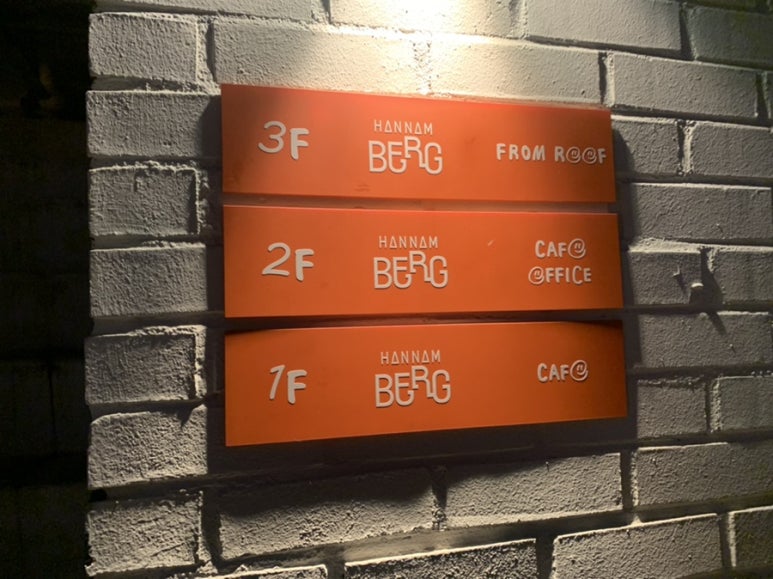 3F HANNAM BERG FROM ROOF
2F HANNAM BERG CAFE OFFICE
1F HANNAM BERG CAFE